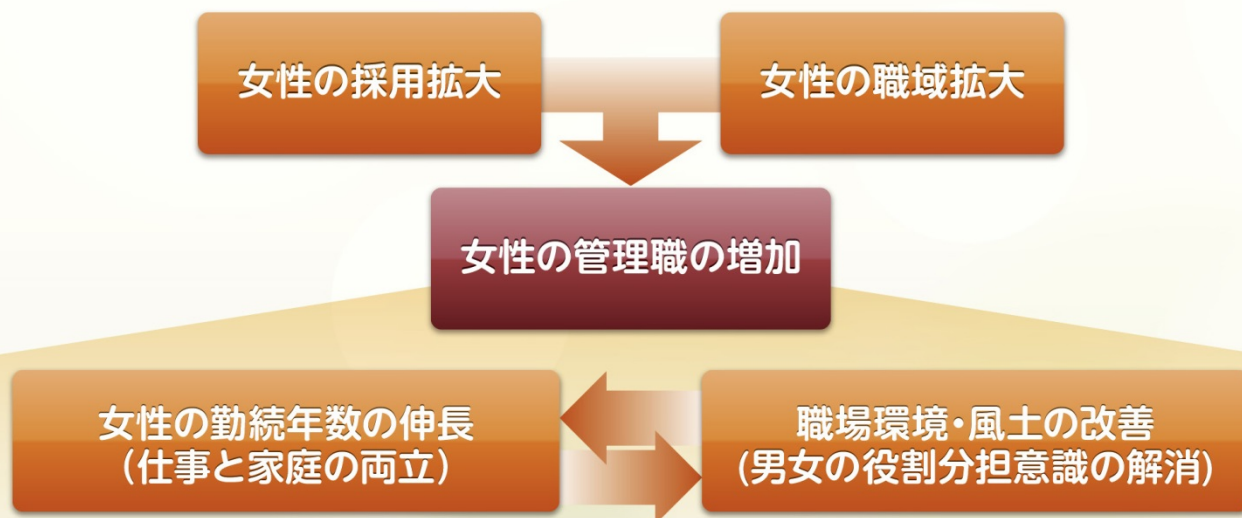 女性の採用拡大
女性の職域拡大
女性の管理職の増加
女性の勤続年数の伸長
（仕事と家庭の両立）
職場環境・風土の改善
(男女の役割分担意識の解消)